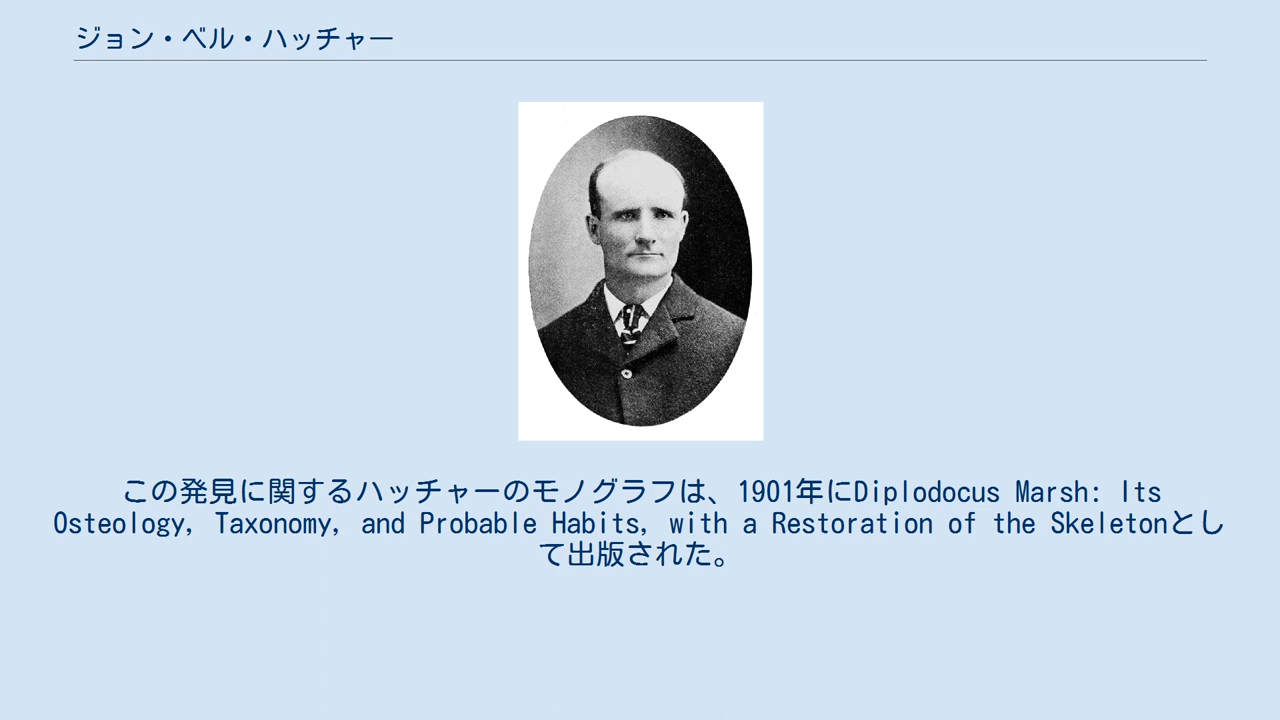 ジョン・ベル・ハッチャー
この発見に関するハッチャーのモノグラフは、1901年にDiplodocus Marsh: Its
Osteology, Taxonomy, and Probable Habits, with a Restoration of the Skeletonとし
て出版された。